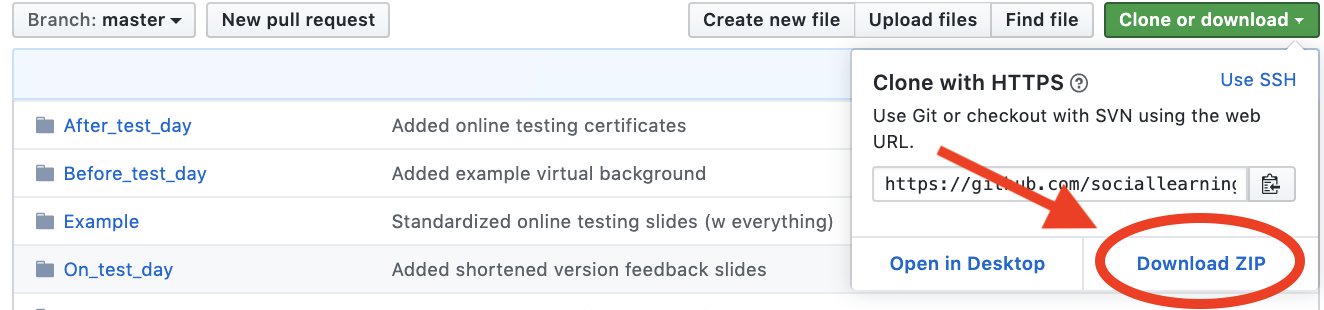 Branch: master New pull request Create new file Upload files Find file Clone or download
Clone with HTTPS Use SSH
Use Git or checkout with SVN using the web
URL.
https://github.com/sociallearning
Open in Desktop Download ZIP
After_test_day Added online testing certificates
Before_test_day Added example virtual background
Example Standardized online testing slides (w everything)
On_test_day Added shortened version feedback slides